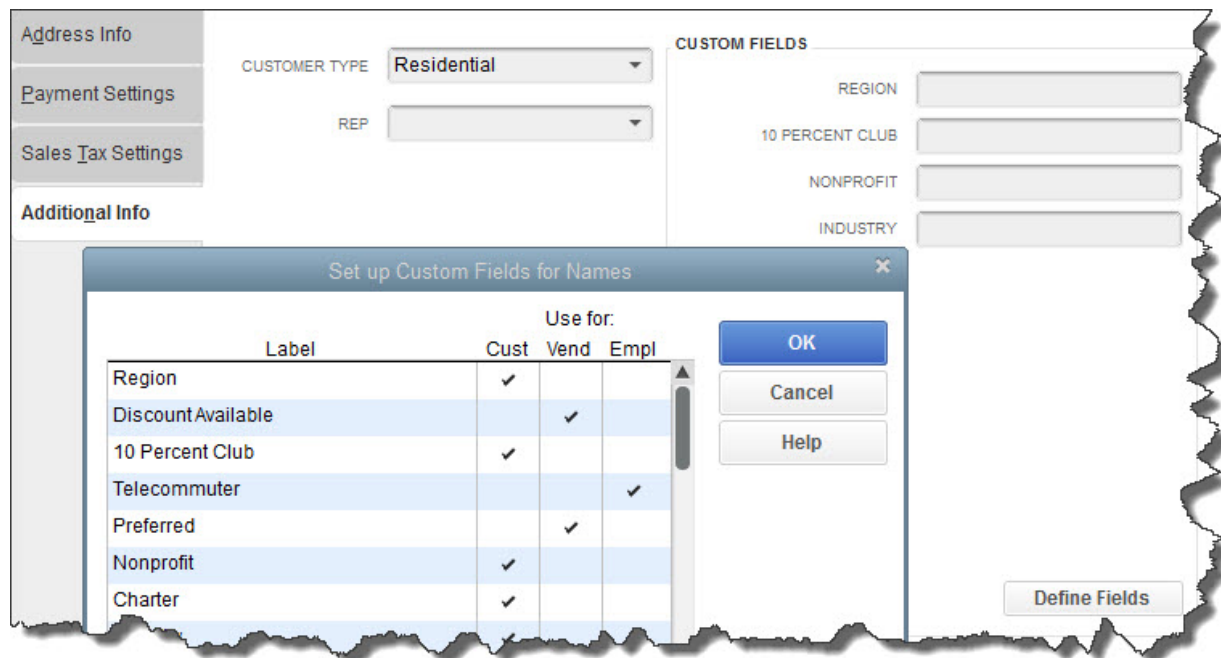 Address Info
Payment Settings
Sales Tax Settings
Additional Info
CUSTOMER TYPE Residential
REP
CUSTOM FIELDS
REGION
10 PERCENT CLUB
NONPROFIT
INDUSTRY
Set up Custom Fields for Names
Use for:
Label Cust Vend Empl
Region ✓
Discount Available ✓
10 Percent Club ✓
Telecommuter ✓
Preferred ✓
Nonprofit ✓
Charter ✓
OK
Cancel
Help
Define Fields